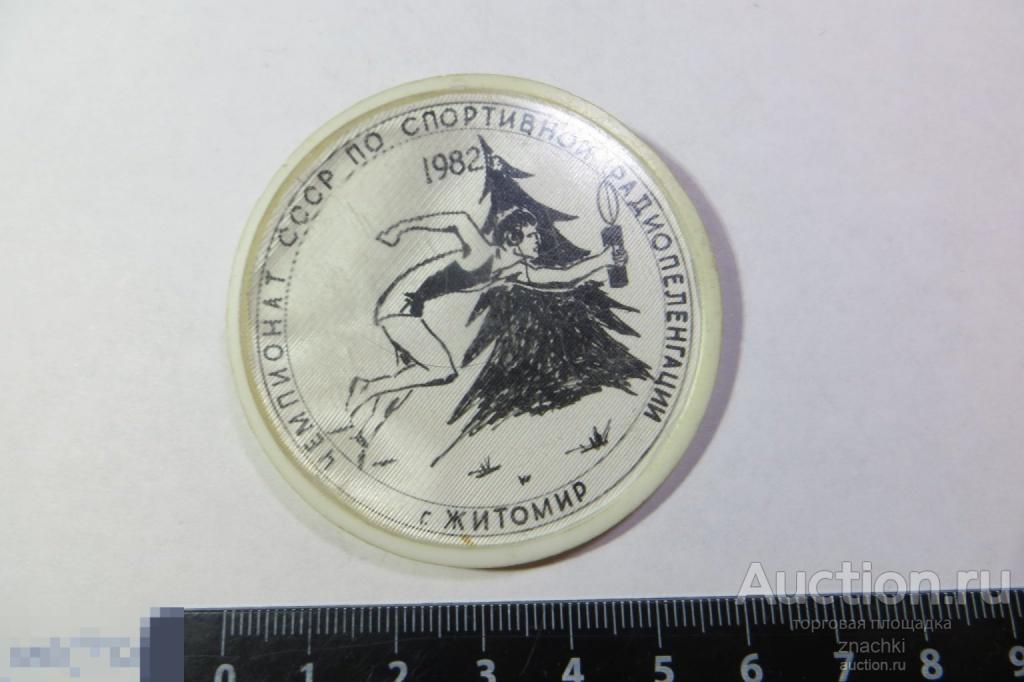 ЧЕМПИОНАТ СССР ПО СПОРТИВНОЙ РАДИОПЕЛЕНГАЦИИ
1982
г. ЖИТОМИР
Auction.ru
торговая площадка
znachki
auction.ru
0 1 2 3 4 5 6 7 8 9